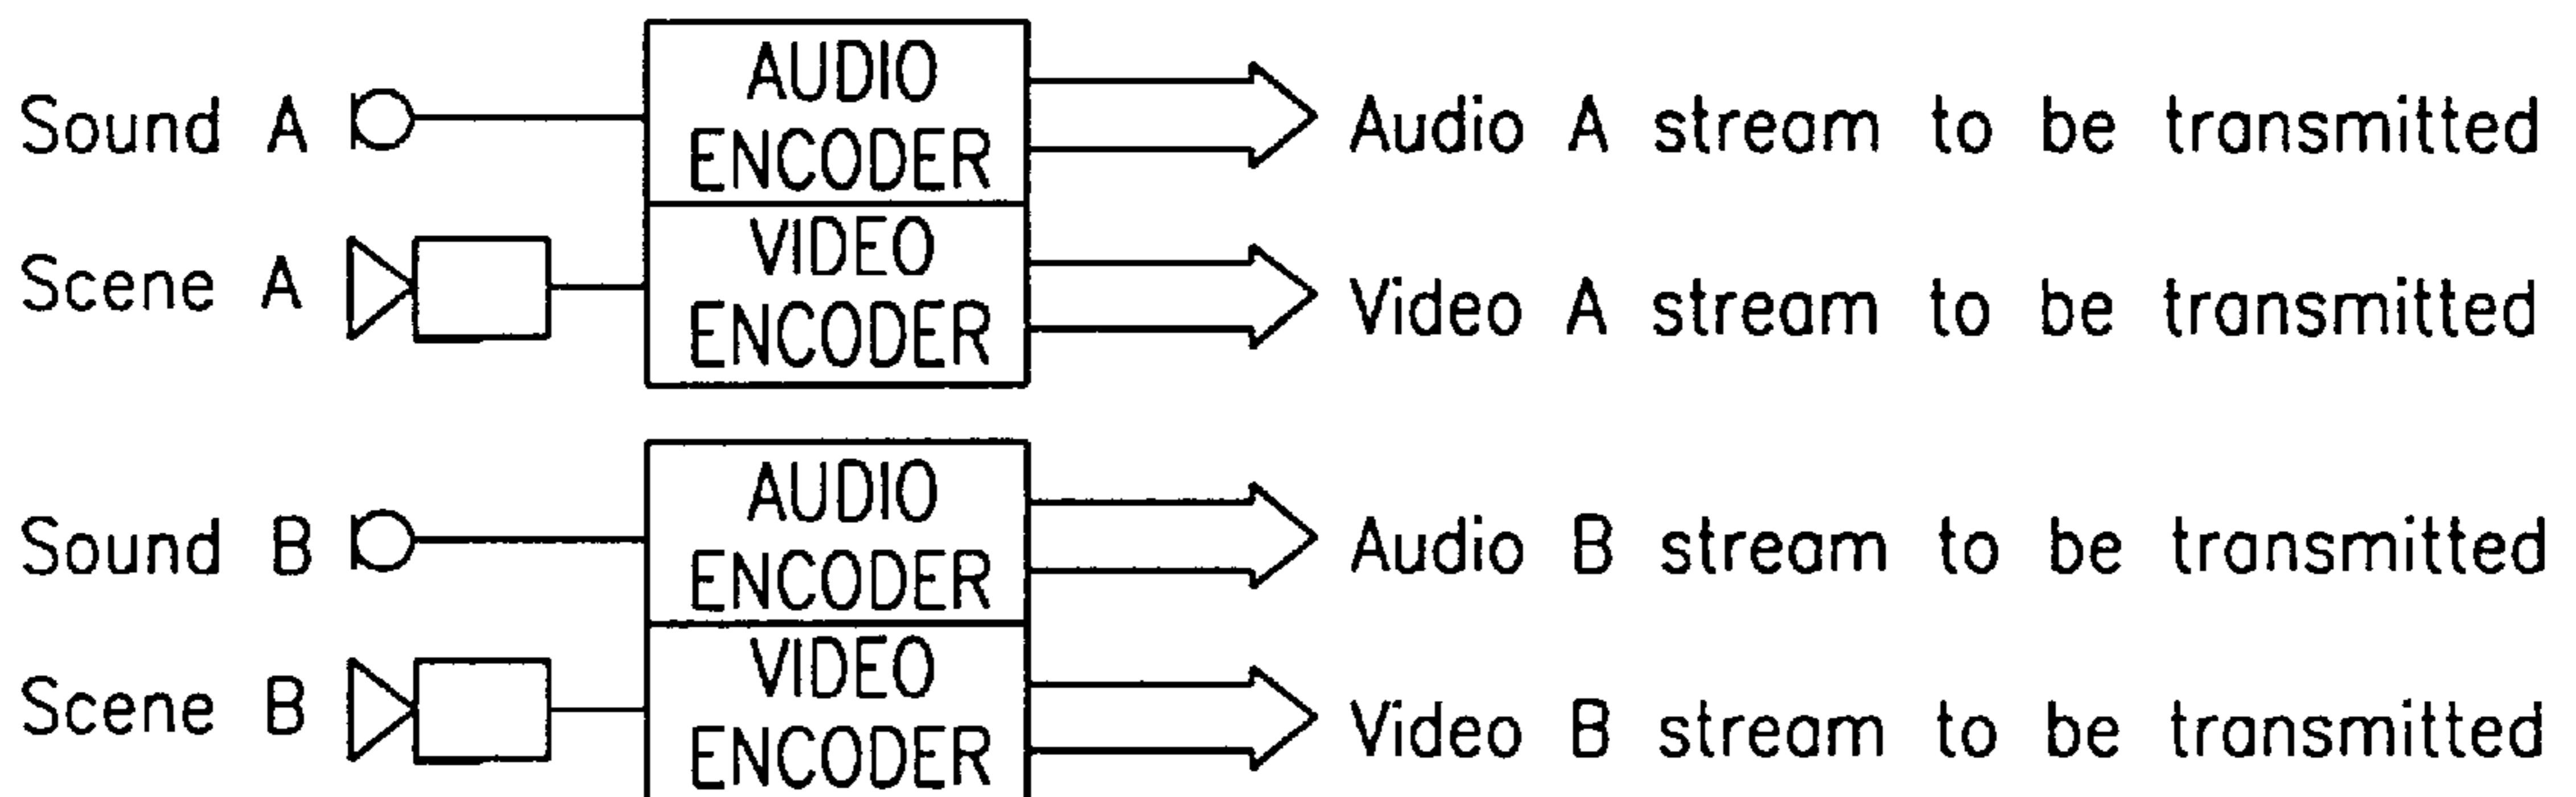 Sound A
AUDIO
ENCODER
Audio A stream to be transmitted
Scene A
VIDEO
ENCODER
Video A stream to be transmitted
Sound B
AUDIO
ENCODER
Audio B stream to be transmitted
Scene B
VIDEO
ENCODER
Video B stream to be transmitted